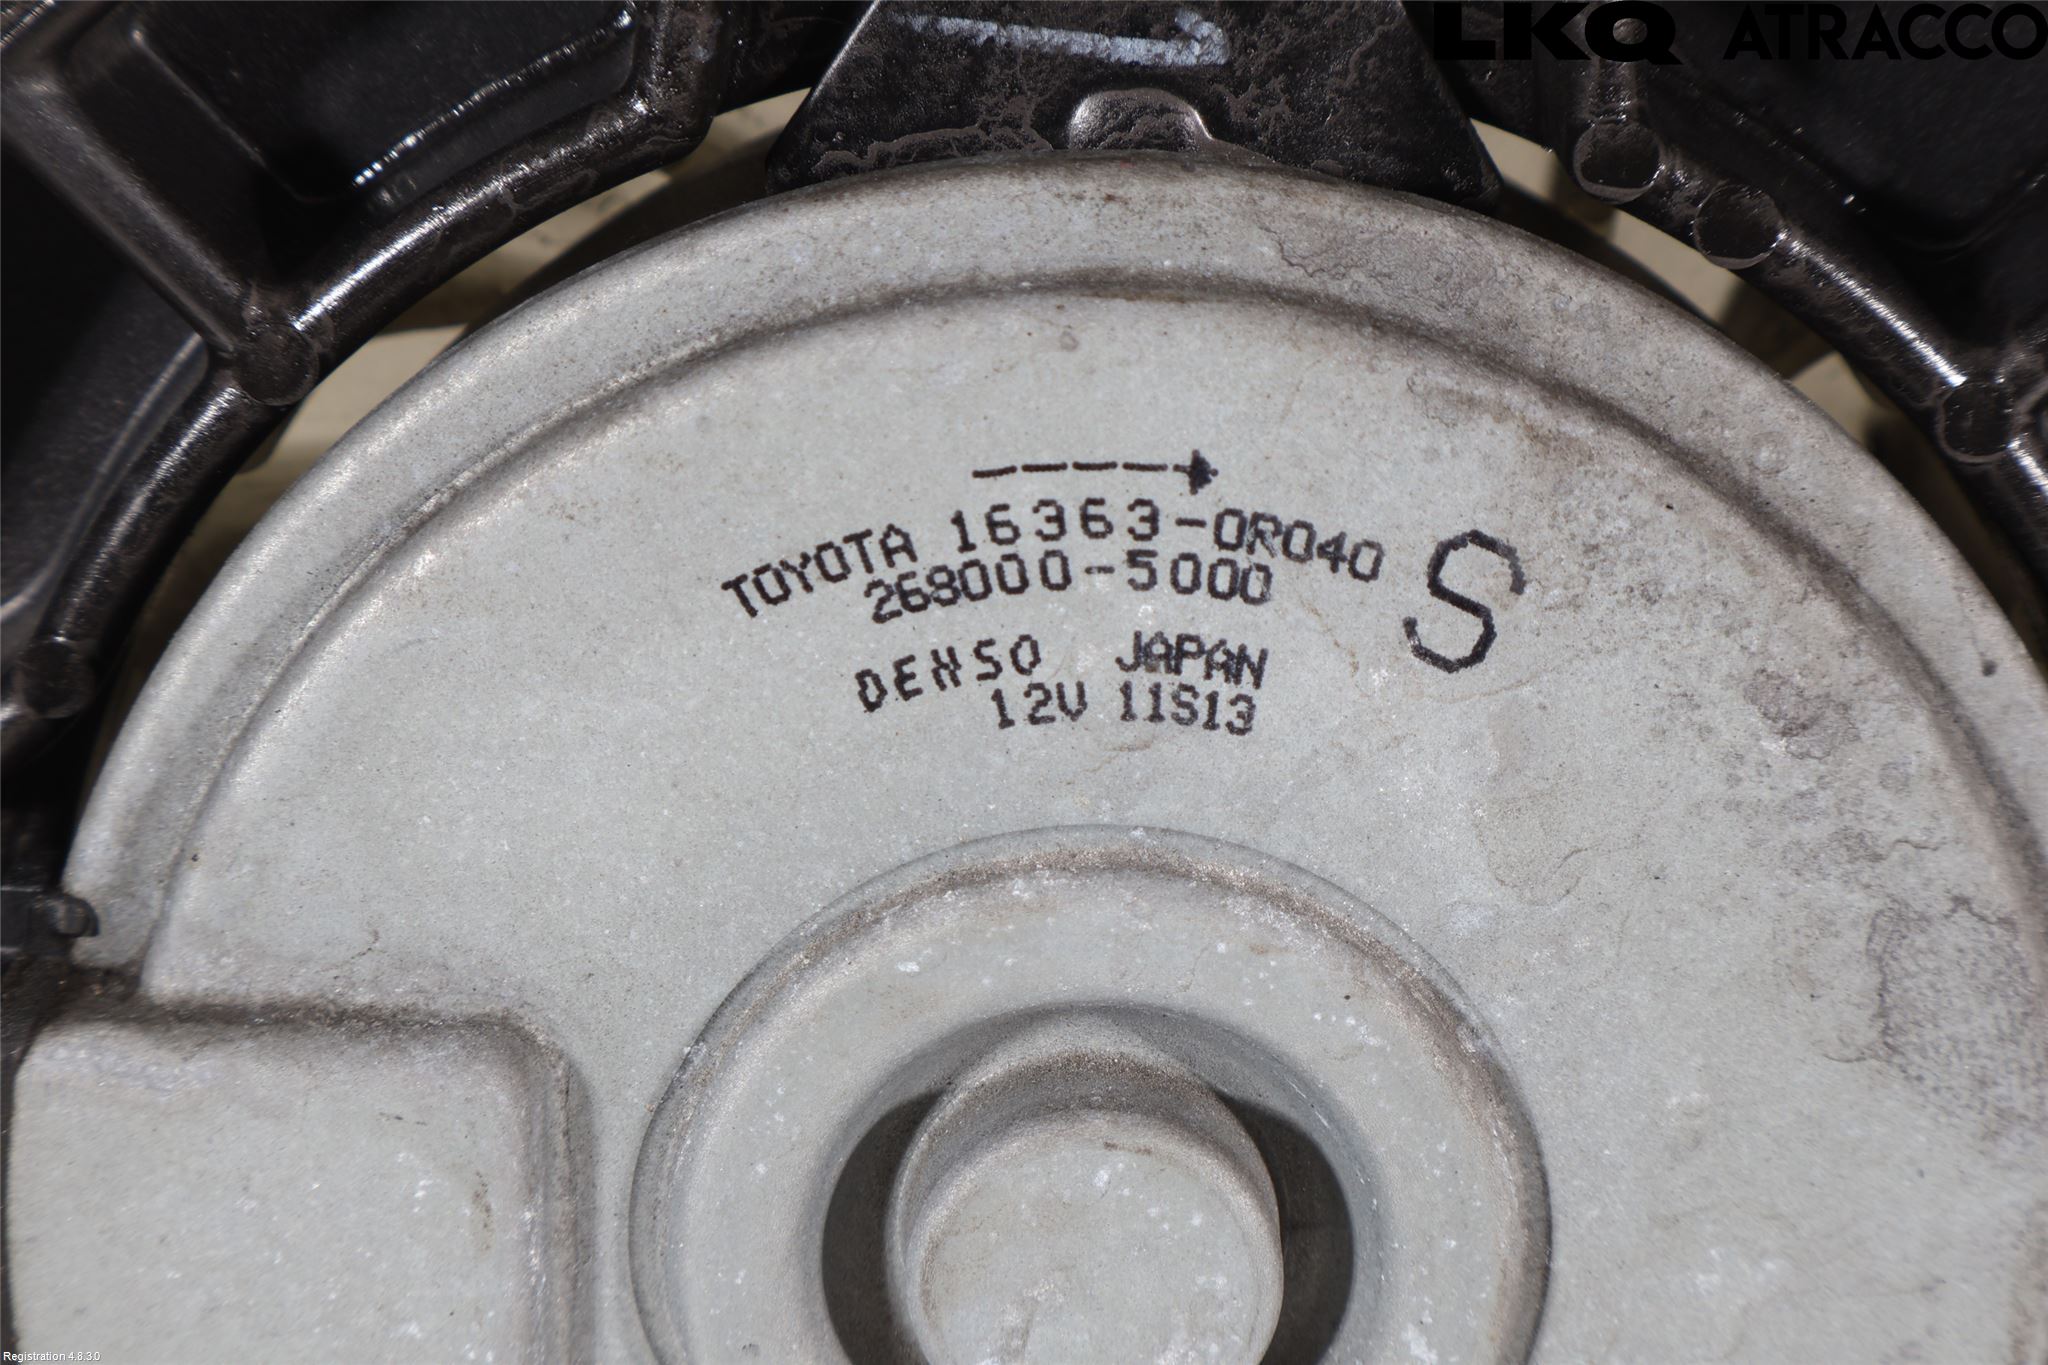 LKQ ATRACCO
TOYOTA 16363-0R040
268000-5000
S
DENSO JAPAN
12V 11S13
Registration 4.8.3.0